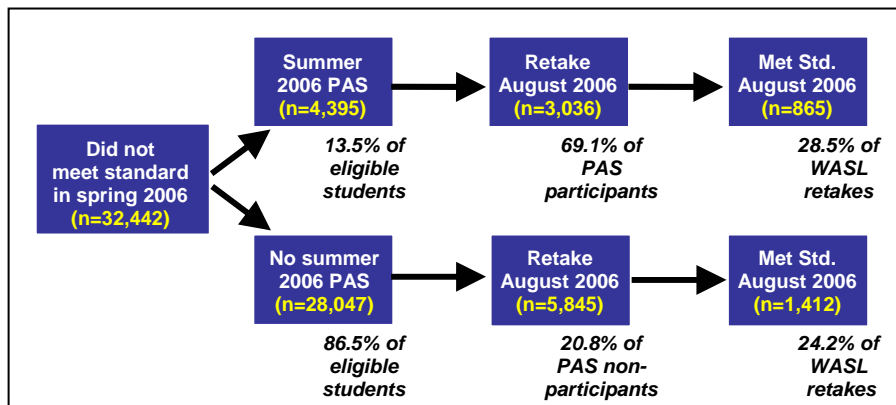 Summer
2006 PAS
(n=4,395)
Retake
August 2006
(n=3,036)
Met Std.
August 2006
(n=865)
13.5% of
eligible
students
69.1% of
PAS
participants
28.5% of
WASL
retakes
Did not
meet standard
in spring 2006
(n=32,442)
No summer
2006 PAS
(n=28,047)
Retake
August 2006
(n=5,845)
Met Std.
August 2006
(n=1,412)
86.5% of
eligible
students
20.8% of
PAS non-
participants
24.2% of
WASL
retakes